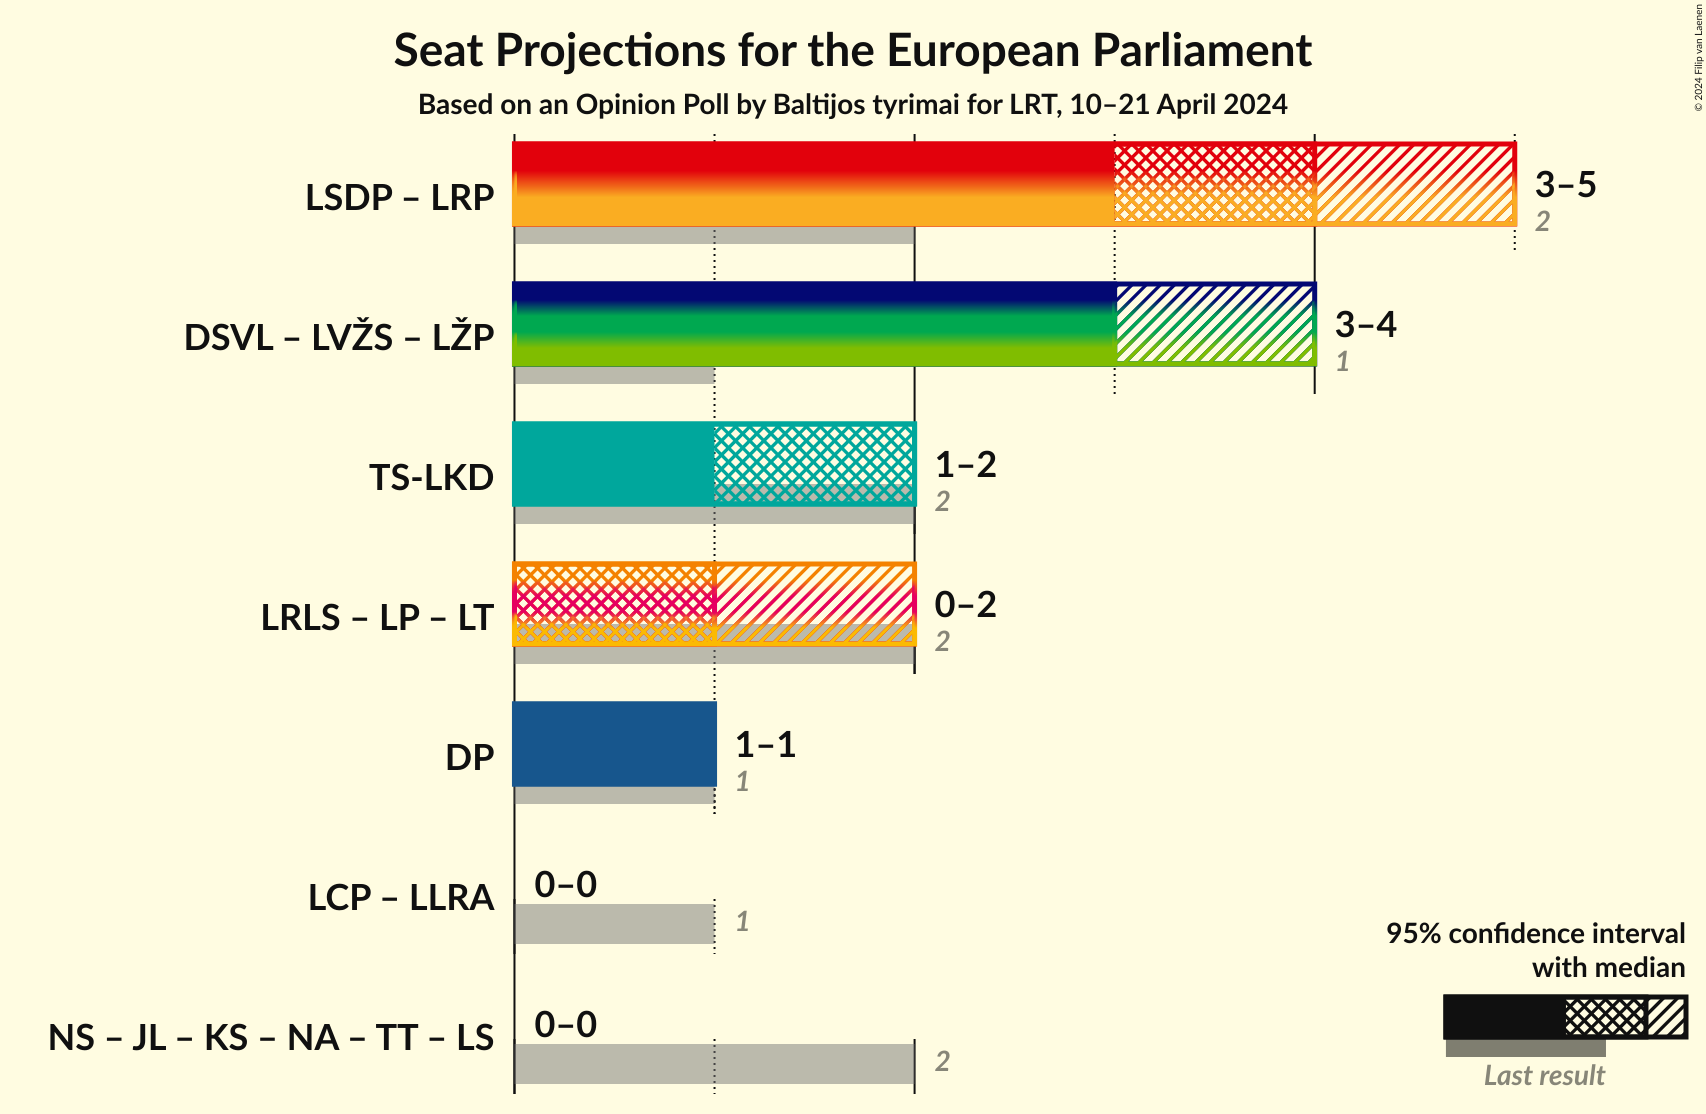 Seat Projections for the European Parliament
Based on an Opinion Poll by Baltijos tyrimai for LRT, 10–21 April 2024
© 2024 Filip van Laenen
LSDP – LRP
3–5
2
DSVL – LVŽS – LŽP
3–4
1
TS-LKD
1–2
2
LRLS – LP – LT
0–2
2
DP
1–1
1
LCP – LLRA
0–0
1
NS – JL – KS – NA – TT – LS
0–0
2
95% confidence interval
with median
Last result